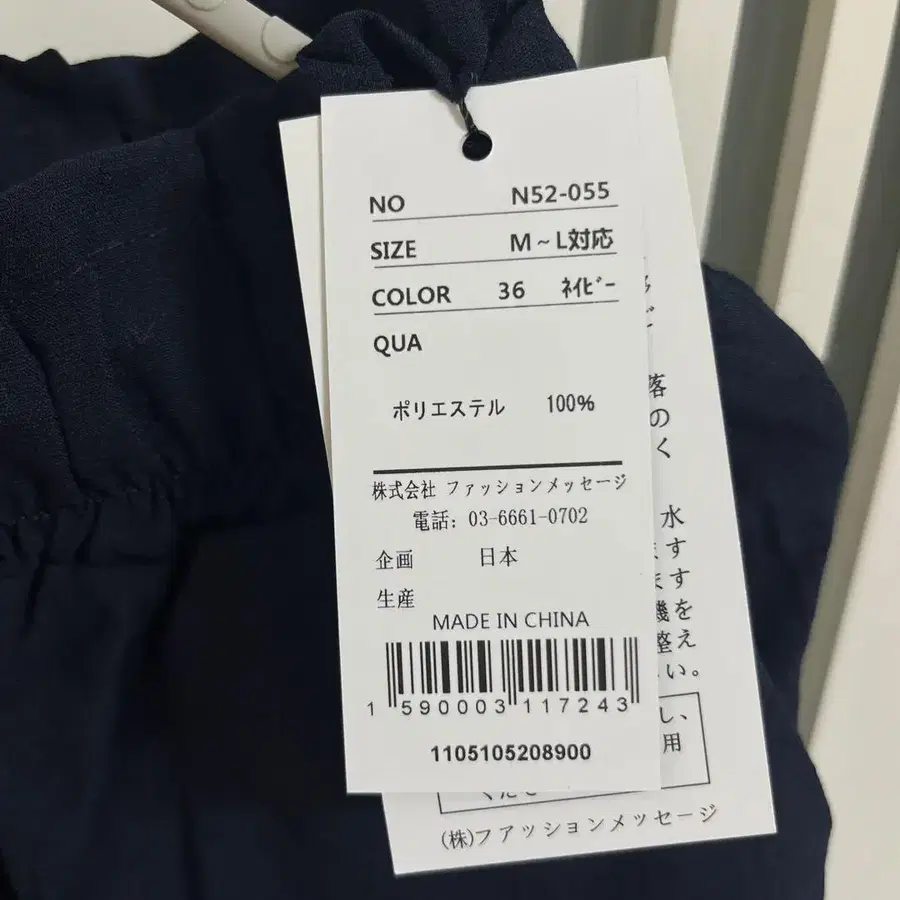 NO N52-055
SIZE M~L対応
COLOR 36 ﾈｲﾋﾞｰ
QUA
ポリエステル 100%
株式会社 ファッションメッセージ
電話: 03-6661-0702
企画 日本
生産
MADE IN CHINA
1 590003 117243
1105105208900
落
の
く
水
ます
ます
機を
整え
い。
し、
用
(株)ファッションメッセージ